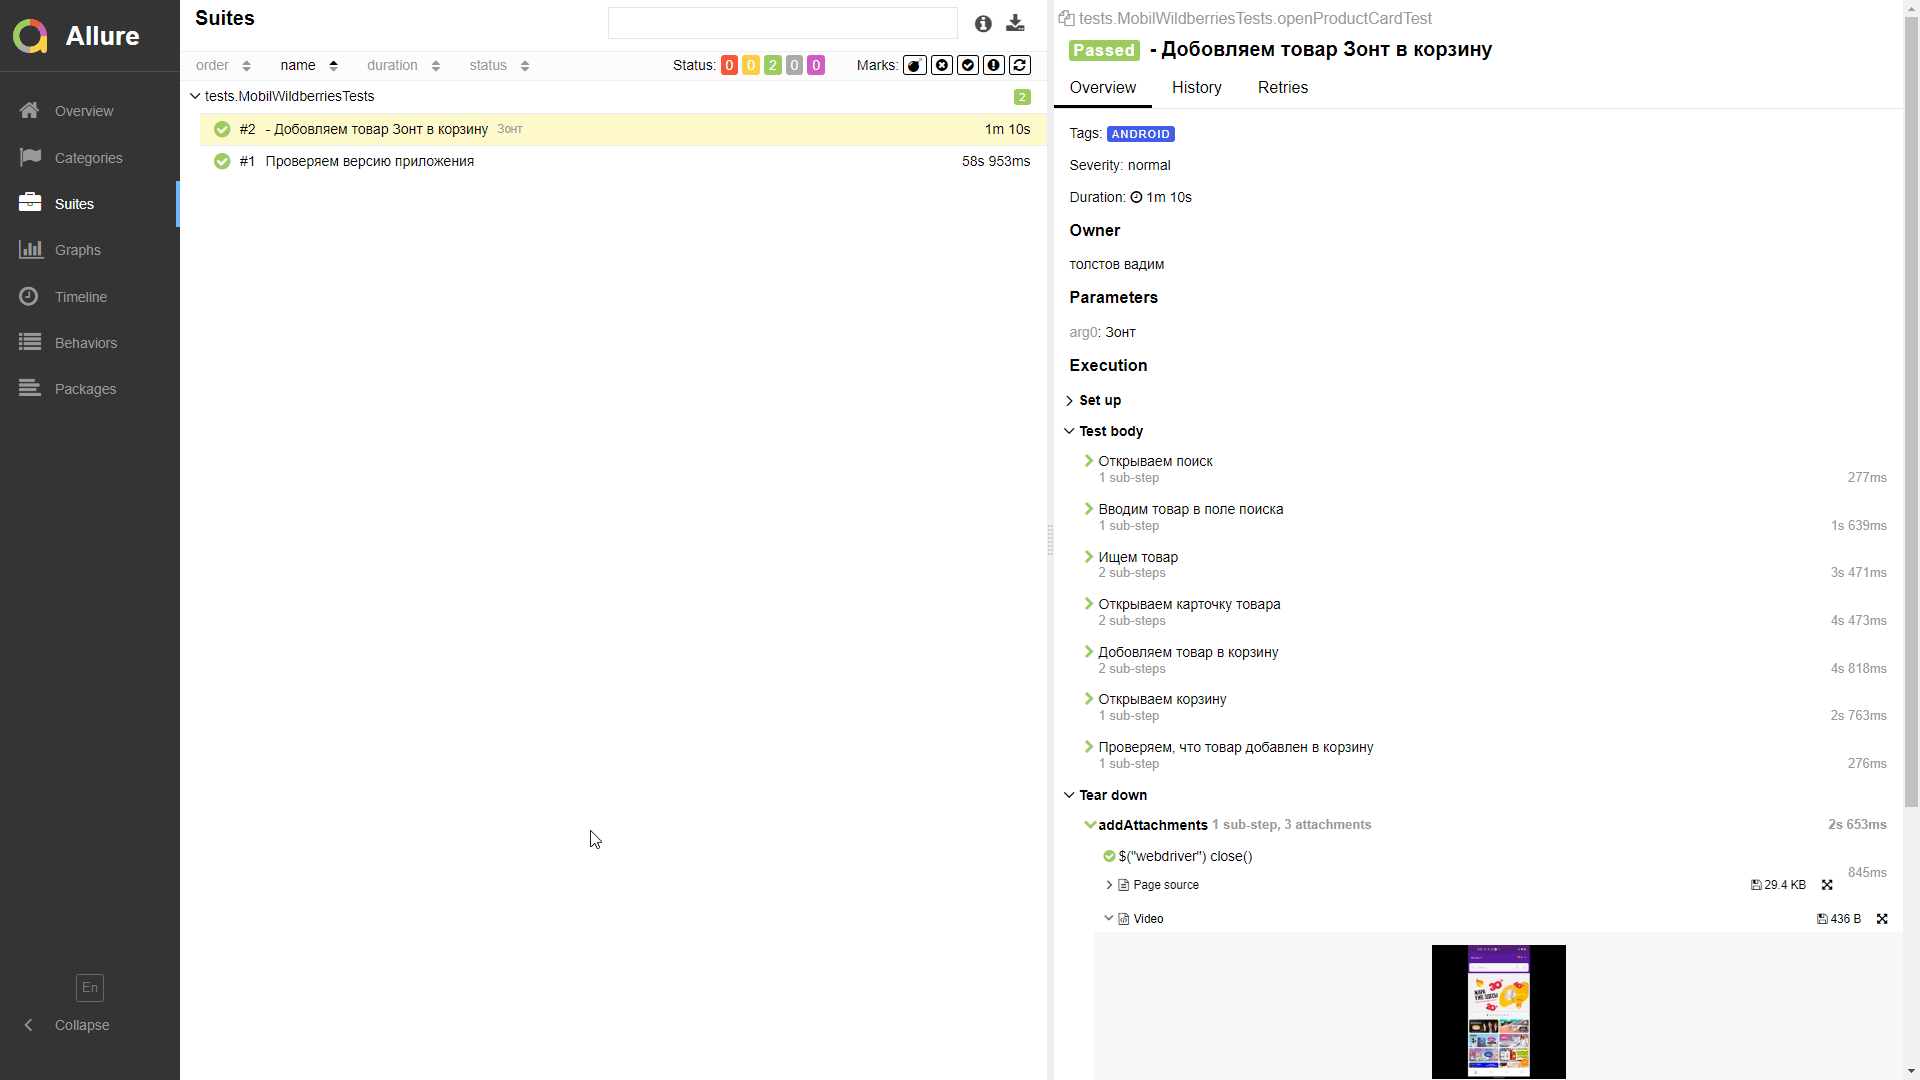 Allure
Overview
Categories
Suites
Graphs
Timeline
Behaviors
Packages
En
Collapse
Suites
order name duration status Status: 0 0 2 0 0 Marks:
tests.MobilWildberriesTests 2
#2 - Добовляем товар Зонт в корзину Зонт 1m 10s
#1 Проверяем версию приложения 58s 953ms
tests.MobilWildberriesTests.openProductCardTest
Passed - Добовляем товар Зонт в корзину
Overview History Retries
Tags: ANDROID
Severity: normal
Duration: 1m 10s
Owner
толстов вадим
Parameters
arg0: Зонт
Execution
Set up
Test body
Открываем поиск
1 sub-step 277ms
Вводим товар в поле поиска
1 sub-step 1s 639ms
Ищем товар
2 sub-steps 3s 471ms
Открываем карточку товара
2 sub-steps 4s 473ms
Добовляем товар в корзину
2 sub-steps 4s 818ms
Открываем корзину
1 sub-step 2s 763ms
Проверяем, что товар добавлен в корзину
1 sub-step 276ms
Tear down
addAttachments 1 sub-step, 3 attachments 2s 653ms
$("webdriver") close()
845ms
Page source 29.4 KB
Video 436 B
ЖАРА
УЖЕ ЗДЕСЬ
30%